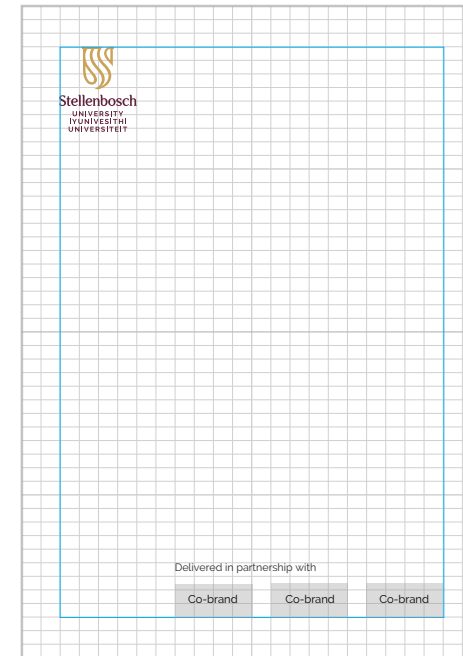 Stellenbosch
UNIVERSITY
IYUNIVESITHI
UNIVERSITEIT
Delivered in partnership with
Co-brand
Co-brand
Co-brand